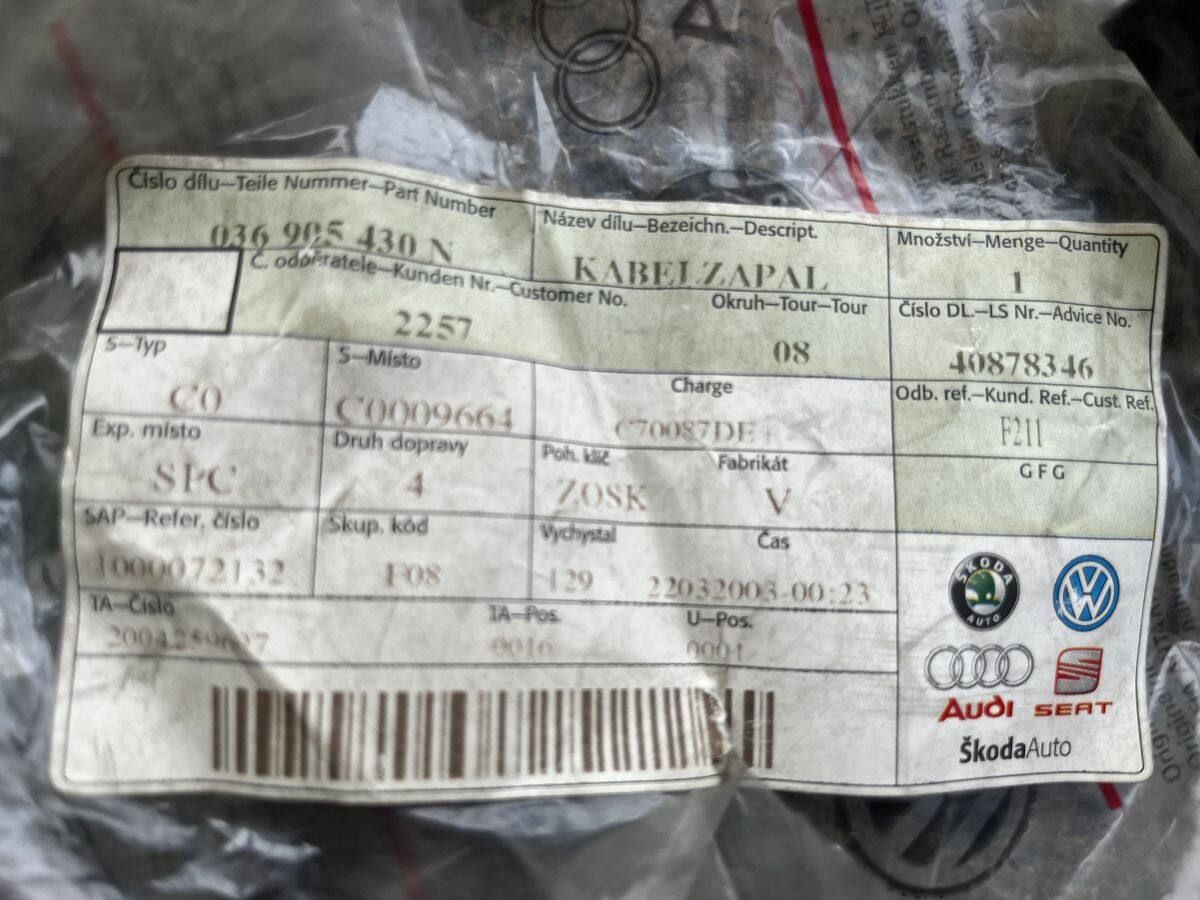 Číslo dílu–Teile Nummer–Part Number
036 905 430 N
Název dílu–Bezeichn.–Descript.
KABELZAPAL
Množství–Menge–Quantity
1
Č. odběratele–Kunden Nr.–Customer No.
2257
Okruh–Tour–Tour
08
Číslo DL.–LS Nr.–Advice No.
40878346
S–Typ
C0
S–Místo
C0009664
Charge
C70087DE
Odb. ref.–Kund. Ref.–Cust. Ref.
F211
Exp. místo
SPC
Druh dopravy
4
Poh. klíč
ZOSK
Fabrikát
V
G F G
SAP–Refer. číslo
1000072132
Skup. kód
F08
Vychystal
129
Čas
22032003-00:23
TA–Číslo
TA–Pos.
0016
U–Pos.
0001
ŠKODA
AUTO
Audi
SEAT
ŠkodaAuto